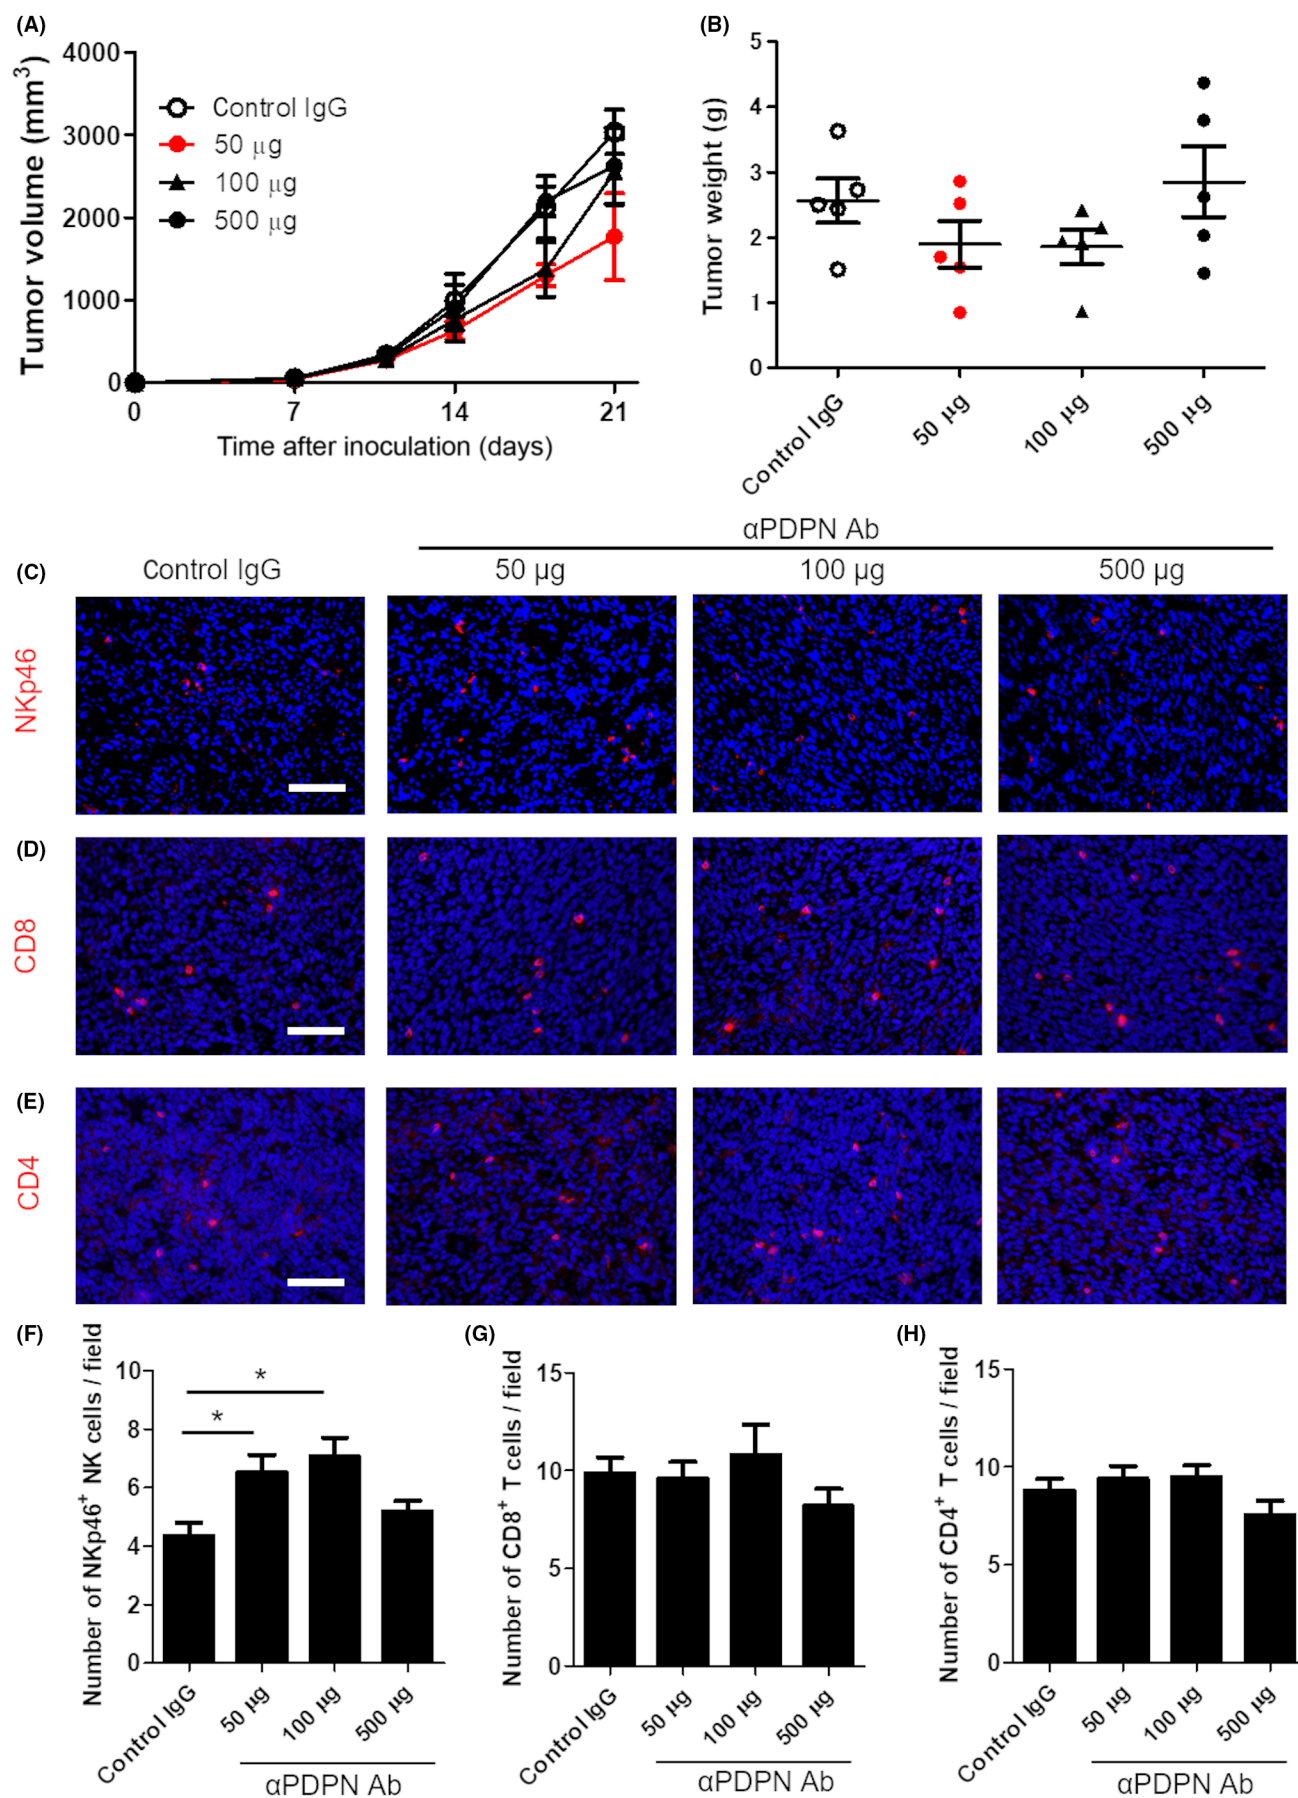 (A)
Tumor volume (mm3)
4000
3000
2000
1000
0
0 7 14 21
Time after inoculation (days)
Control IgG
50 μg
100 μg
500 μg
(B)
Tumor weight (g)
5
4
3
2
1
0
Control IgG
50 μg
100 μg
500 μg
αPDPN Ab
(C)
Control IgG 50 μg 100 μg 500 μg
NKp46
(D)
CD8
(E)
CD4
(F)
Number of NKp46+ NK cells / field
10
8
6
4
2
0
*
*
Control IgG
50 μg
100 μg
500 μg
αPDPN Ab
(G)
Number of CD8+ T cells / field
15
10
5
0
Control IgG
50 μg
100 μg
500 μg
αPDPN Ab
(H)
Number of CD4+ T cells / field
15
10
5
0
Control IgG
50 μg
100 μg
500 μg
αPDPN Ab